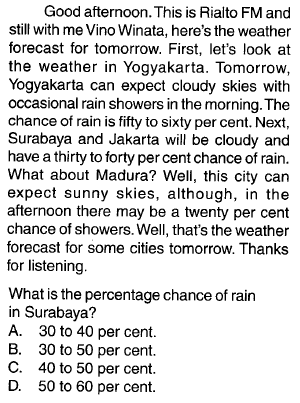 Good afternoon. This is Rialto FM and
still with me Vino Winata, here's the weather
forecast for tomorrow. First, let's look at
the weather in Yogyakarta. Tomorrow,
Yogyakarta can expect cloudy skies with
occasional rain showers in the morning. The
chance of rain is fifty to sixty per cent. Next,
Surabaya and Jakarta will be cloudy and
have a thirty to forty per cent chance of rain.
What about Madura? Well, this city can
expect sunny skies, although, in the
afternoon there may be a twenty per cent
chance of showers. Well, that's the weather
forecast for some cities tomorrow. Thanks
for listening.
What is the percentage chance of rain
in Surabaya?
A. 30 to 40 per cent.
B. 30 to 50 per cent.
C. 40 to 50 per cent.
D. 50 to 60 per cent.